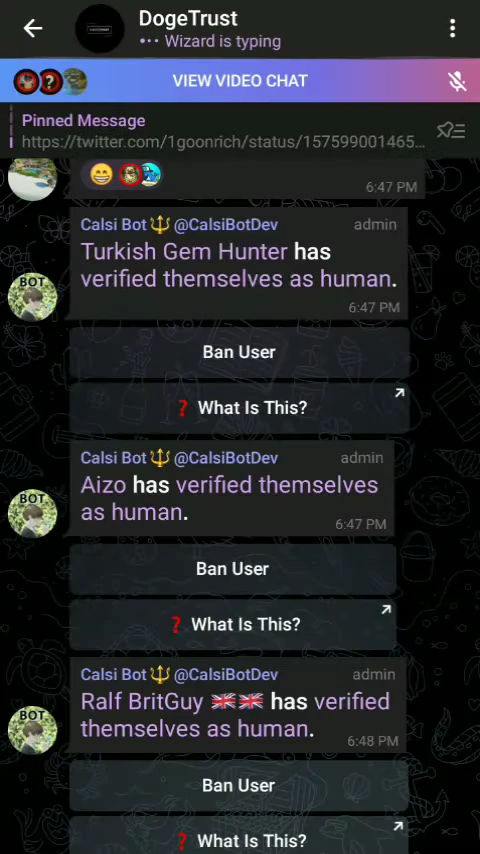 DogeTrust
Wizard is typing
VIEW VIDEO CHAT
Pinned Message
https://twitter.com/1goonrich/status/157599001465...
6:47 PM
Calsi Bot🔱 @CalsiBotDev admin
Turkish Gem Hunter has
verified themselves as human.
BOT
6:47 PM
Ban User
❓ What Is This?
Calsi Bot🔱 @CalsiBotDev admin
Aizo has verified themselves
as human.
BOT
6:47 PM
Ban User
❓ What Is This?
Calsi Bot🔱 @CalsiBotDev admin
Ralf BritGuy 🇬🇧🇬🇧 has verified
themselves as human.
BOT
6:48 PM
Ban User
❓ What Is This?